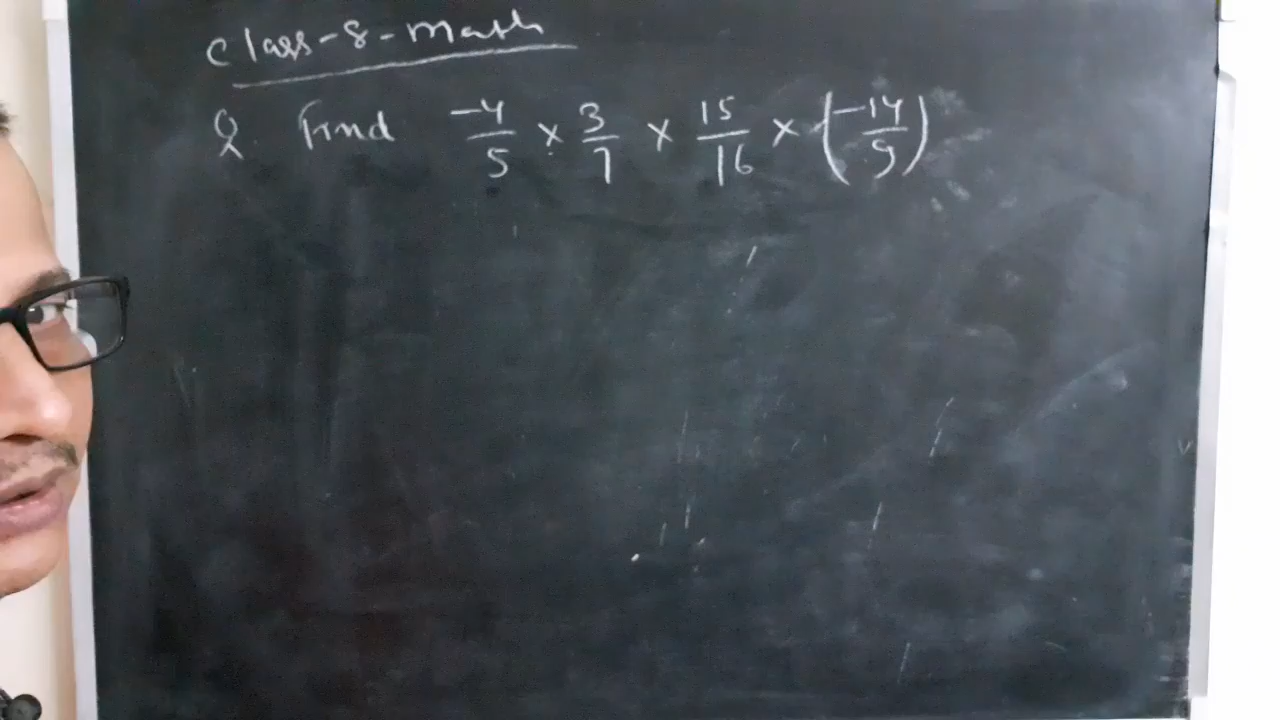 Class-8-math
Q. Find -4/5 × 3/7 × 15/16 × (-14/9)